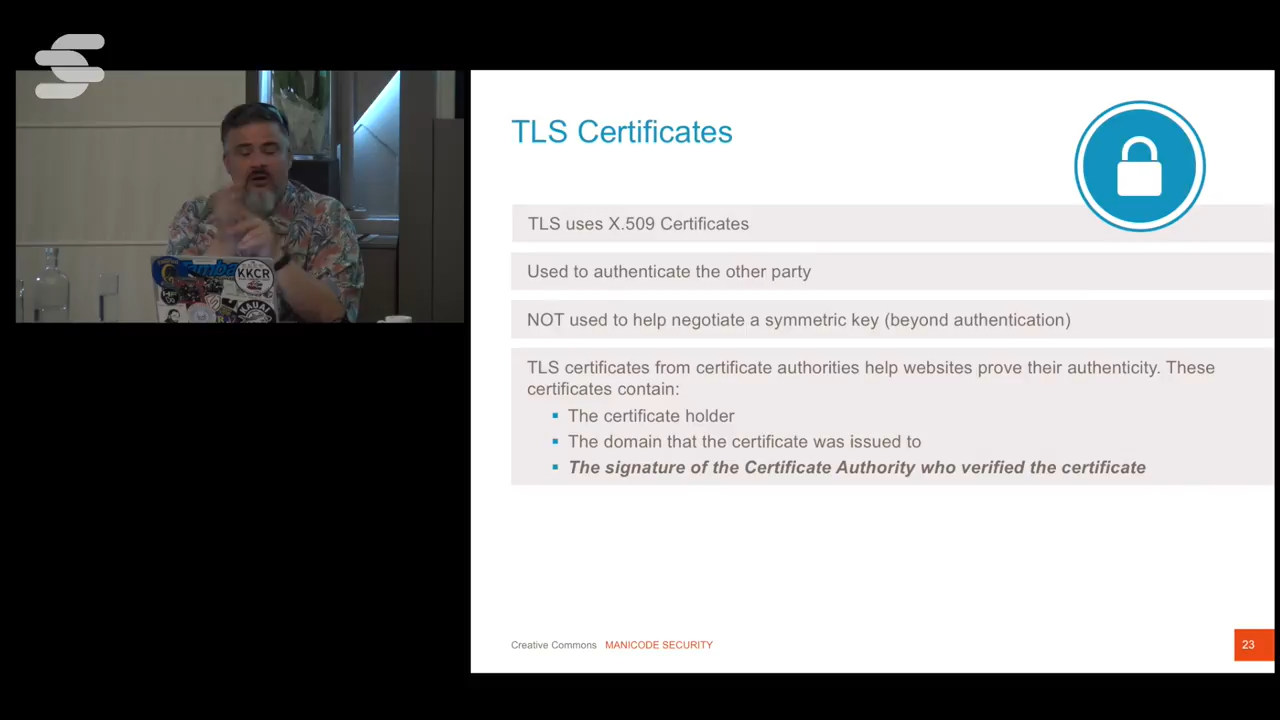 TLS Certificates
TLS uses X.509 Certificates
Used to authenticate the other party
NOT used to help negotiate a symmetric key (beyond authentication)
TLS certificates from certificate authorities help websites prove their authenticity. These
certificates contain:
The certificate holder
The domain that the certificate was issued to
The signature of the Certificate Authority who verified the certificate
Creative Commons MANICODE SECURITY
23
KKCR
KAUAI